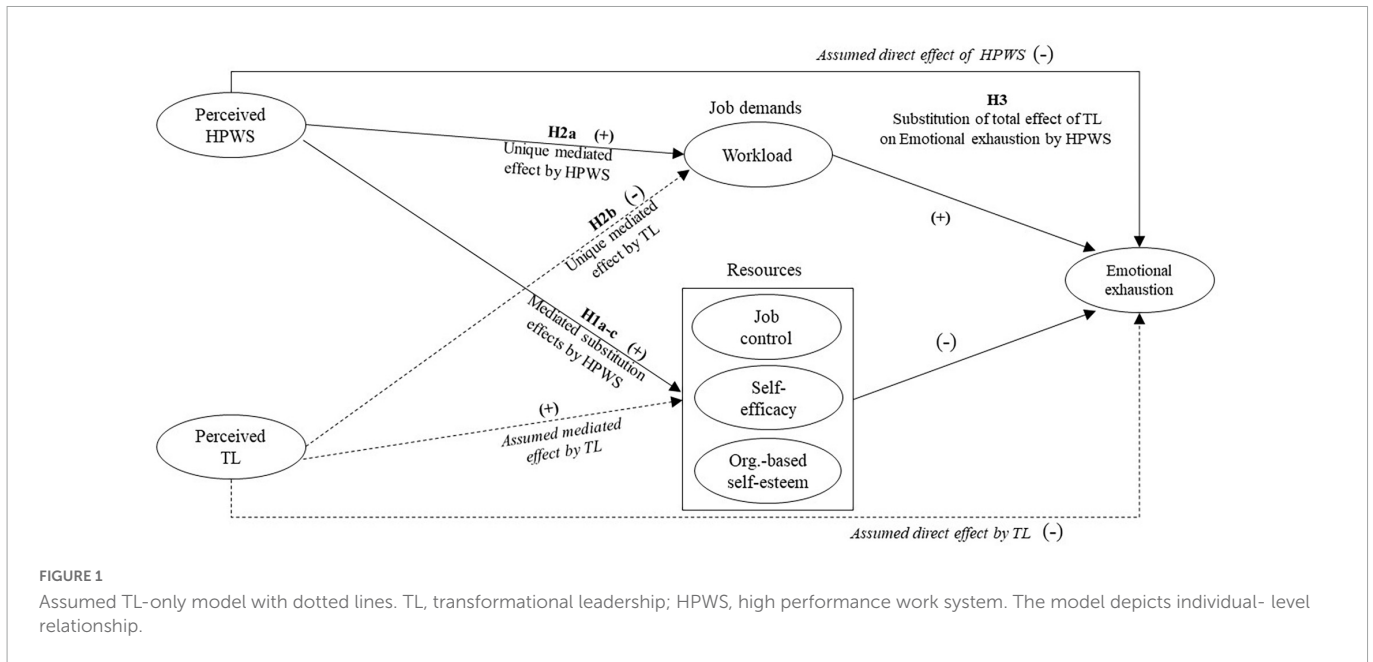 Assumed direct effect of HPWS (-)
Perceived
HPWS
H2a (+)
Unique mediated
effect by HPWS
Job demands
Workload
H3
Substitution of total effect of TL
on Emotional exhaustion by HPWS
(+)
H2b (-)
Unique mediated
effect by TL
H1a-c (+)
Mediated substitution
effects by HPWS
Resources
Job
control
Self-
efficacy
Org.-based
self-esteem
(-)
Emotional
exhaustion
Perceived
TL
(+)
Assumed mediated
effect by TL
Assumed direct effect by TL (-)
FIGURE 1
Assumed TL-only model with dotted lines. TL, transformational leadership; HPWS, high performance work system. The model depicts individual- level
relationship.